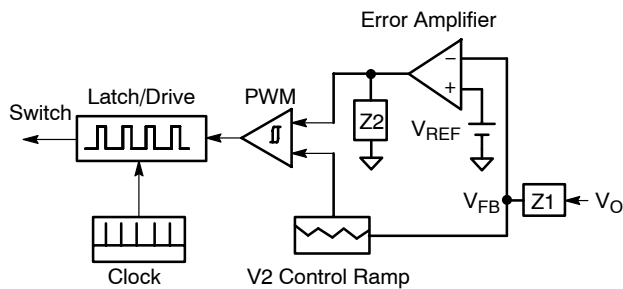 Error Amplifier
Latch/Drive
PWM
Switch
−
+
Z2
VREF
VFB
Z1
VO
Clock
V2 Control Ramp